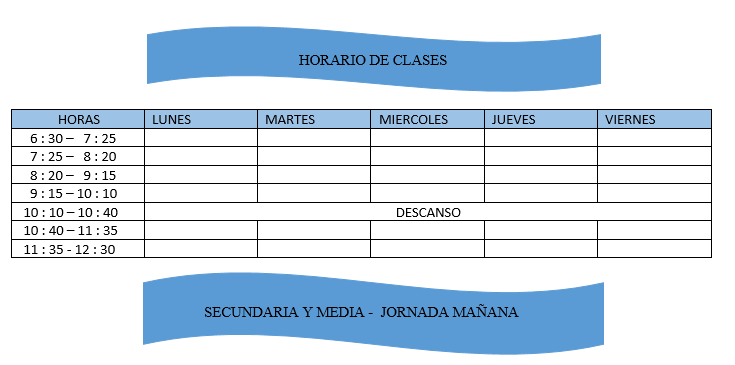 HORARIO DE CLASES
HORAS LUNES MARTES MIERCOLES JUEVES VIERNES
6 : 30 – 7 : 25
7 : 25 – 8 : 20
8 : 20 – 9 : 15
9 : 15 – 10 : 10
10 : 10 – 10 : 40 DESCANSO
10 : 40 – 11 : 35
11 : 35 - 12 : 30
SECUNDARIA Y MEDIA - JORNADA MAÑANA